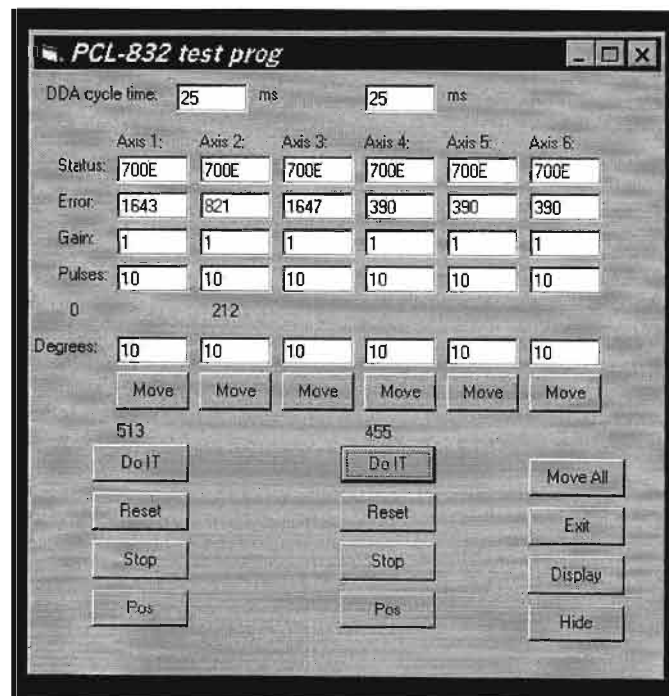 PCL-832 test prog
DDA cycle time: 25 ms 25 ms
Axis 1: Axis 2: Axis 3: Axis 4: Axis 5: Axis 6:
Status: 700E 700E 700E 700E 700E 700E
Error: 1643 821 1647 390 390 390
Gain: 1 1 1 1 1 1
Pulses: 10 10 10 10 10 10
0 212
Degrees: 10 10 10 10 10 10
Move Move Move Move Move Move
513 455
Do IT Do IT Move All
Reset Reset Exit
Stop Stop Display
Pos Pos Hide